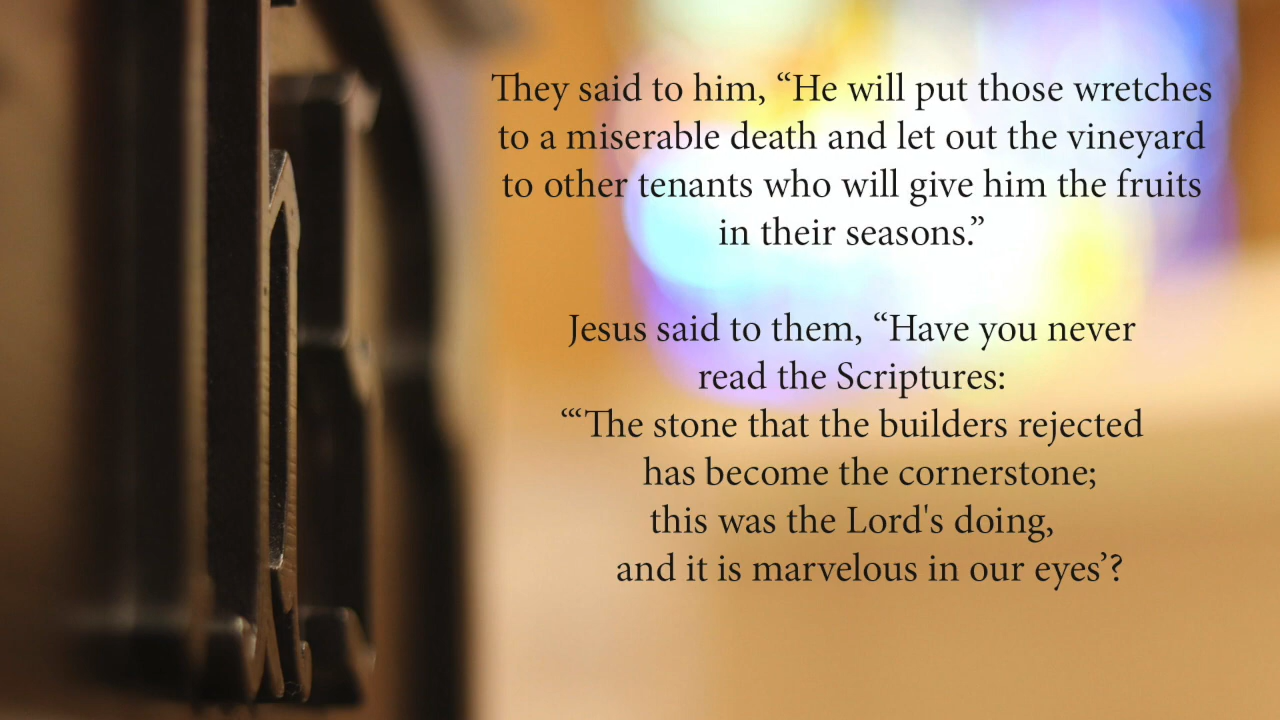 They said to him, “He will put those wretches
to a miserable death and let out the vineyard
to other tenants who will give him the fruits
in their seasons.”
Jesus said to them, “Have you never
read the Scriptures:
“‘The stone that the builders rejected
has become the cornerstone;
this was the Lord's doing,
and it is marvelous in our eyes’?